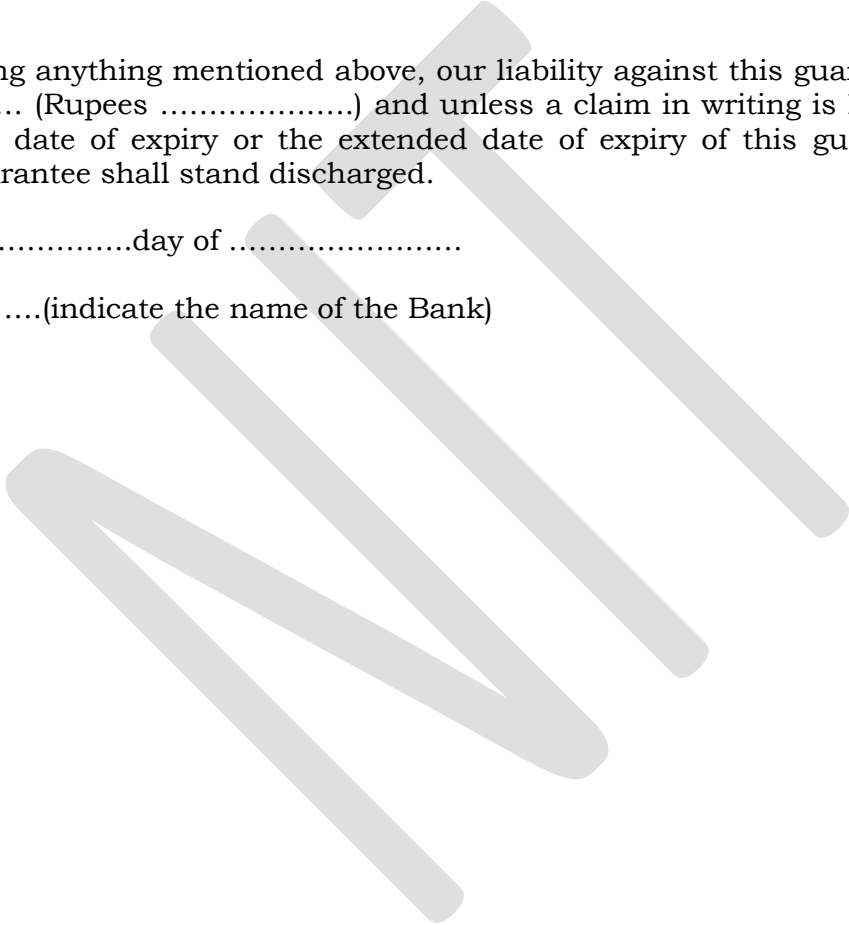 ng anything mentioned above, our liability against this guar
... (Rupees ………………….) and unless a claim in writing is
date of expiry or the extended date of expiry of this gu
rantee shall stand discharged.
……………day of ……………………
….(indicate the name of the Bank)
NIT